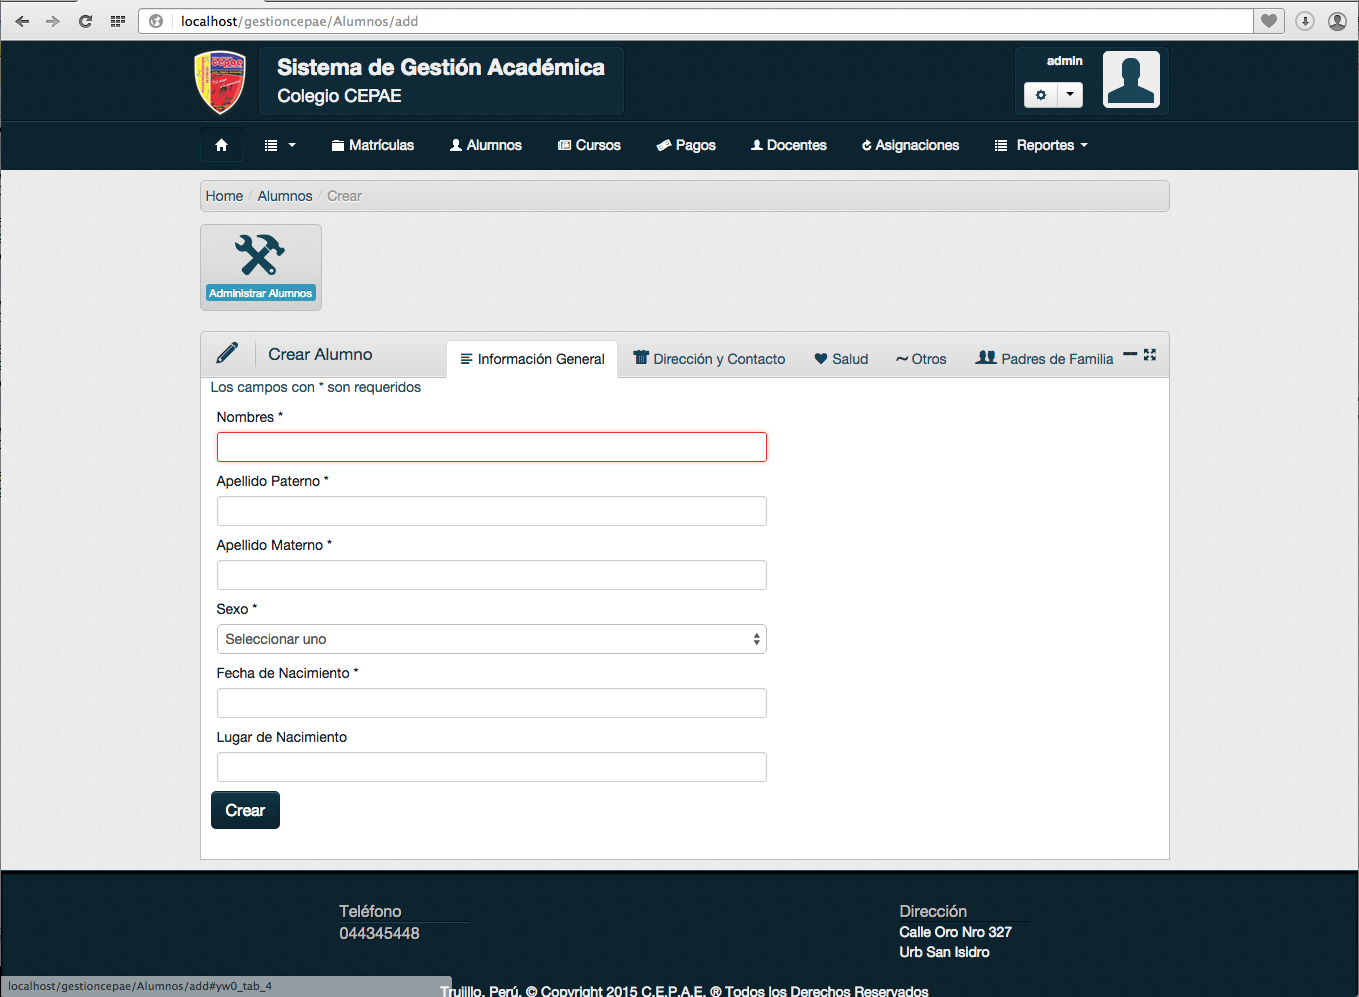 localhost/gestioncepae/Alumnos/add
cepae
Sistema de Gestión Académica
Colegio CEPAE
admin
Matrículas Alumnos Cursos Pagos Docentes Asignaciones Reportes
Home / Alumnos / Crear
Administrar Alumnos
Crear Alumno Información General Dirección y Contacto Salud Otros Padres de Familia
Los campos con * son requeridos
Nombres *
Apellido Paterno *
Apellido Materno *
Sexo *
Seleccionar uno
Fecha de Nacimiento *
Lugar de Nacimiento
Crear
Teléfono
044345448
Dirección
Calle Oro Nro 327
Urb San Isidro
localhost/gestioncepae/Alumnos/add#yw0_tab_4
Trujillo, Perú. © Copyright 2015 C.E.P.A.E. ® Todos los Derechos Reservados